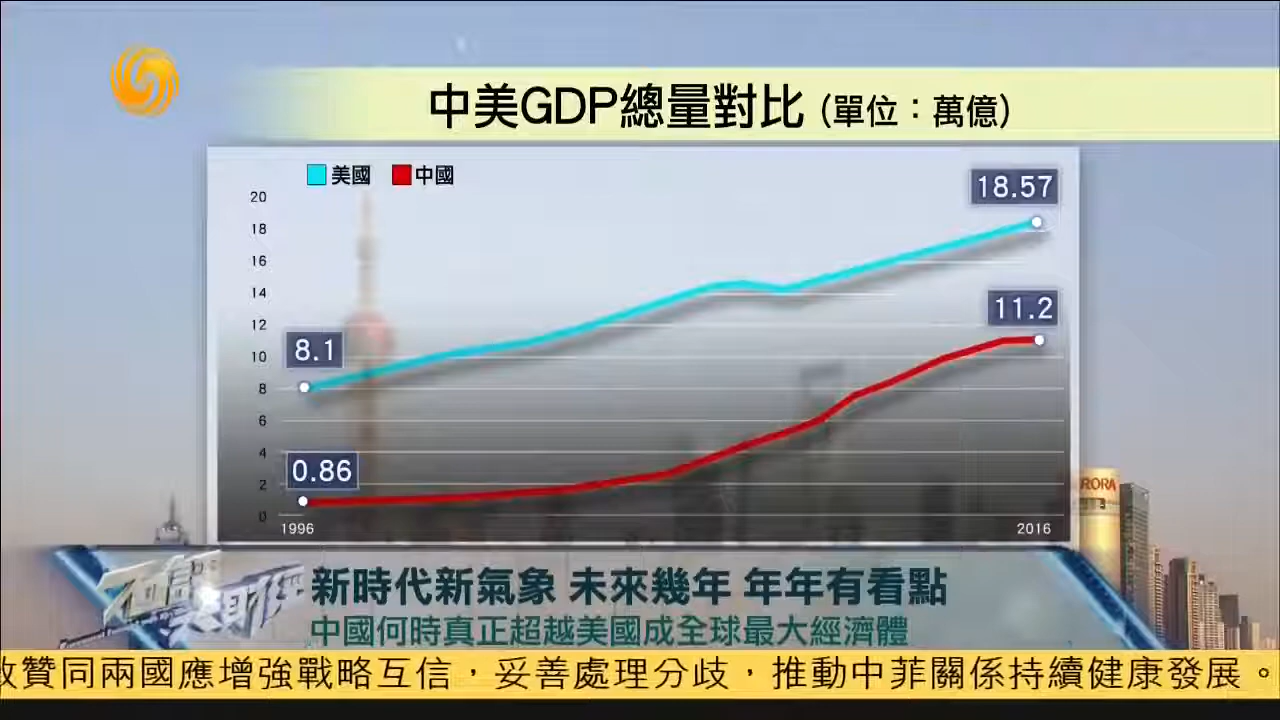 中美GDP總量對比 (單位：萬億)
美國 中國
20
18
16
14
12
10
8
6
4
2
0
18.57
11.2
8.1
0.86
1996 2016
RORA
新時代新氣象 未來幾年 年年有看點
中國何時真正超越美國成全球最大經濟體
贊同兩國應增強戰略互信，妥善處理分歧，推動中菲關係持續健康發展。